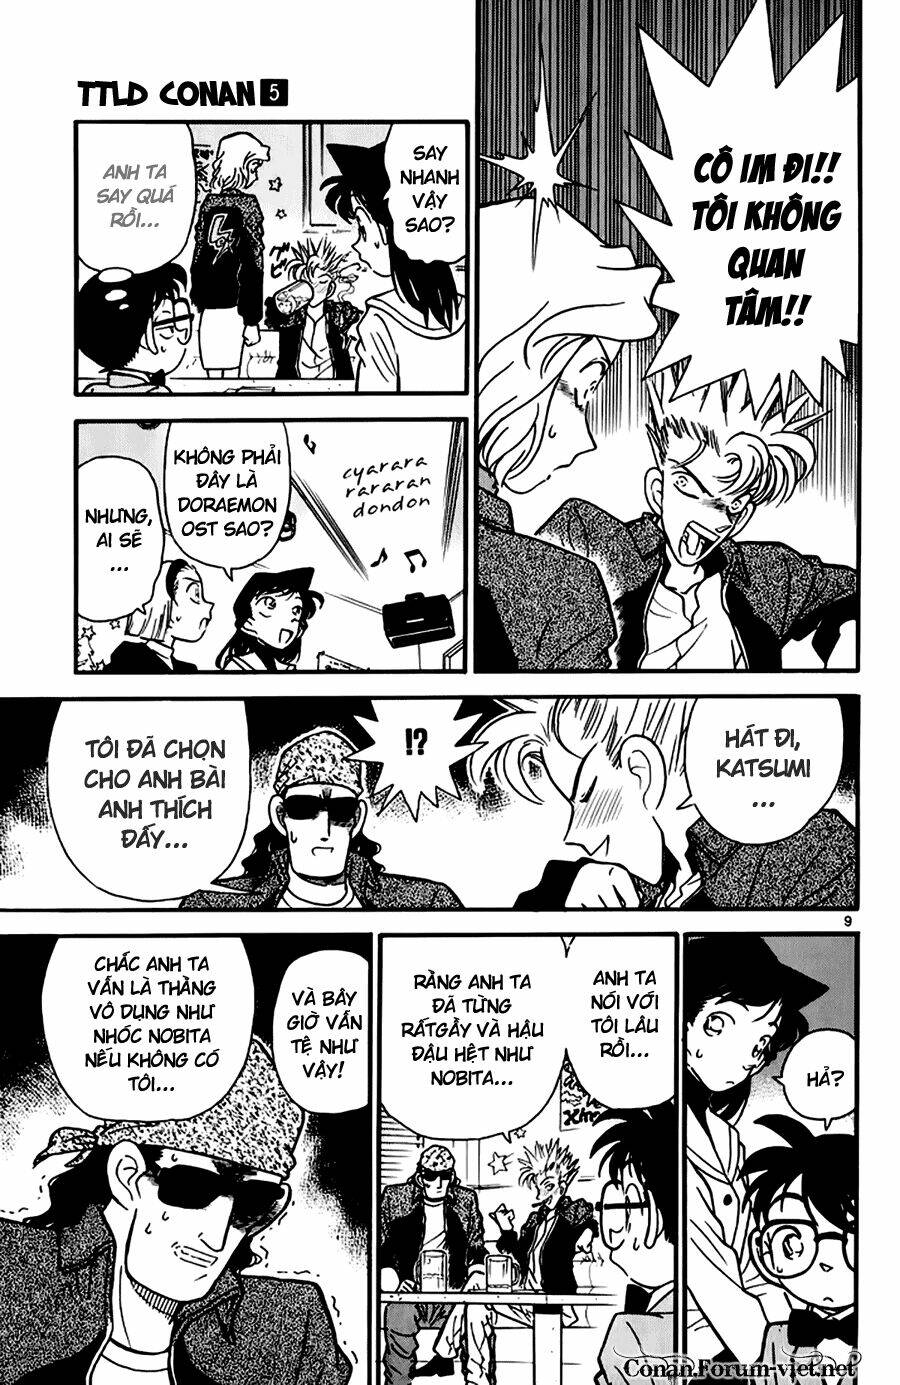 TTLD CONAN 5
CÔ IM ĐI!!
TÔI KHÔNG
QUAN
TÂM!!
SAY
NHANH
VẬY
SAO?
ANH TA
SAY QUÁ
RỒI...
KHÔNG PHẢI
ĐÂY LÀ
DORAEMON
OST SAO?
NHƯNG,
AI SẼ
...
cyarara
rararan
dondon
HÁT ĐI,
KATSUMI
...
!?
TÔI ĐÃ CHỌN
CHO ANH BÀI
ANH THÍCH
ĐẤY...
9
HẢ?
ANH TA
NÓI VỚI
TÔI LÂU
RỒI...
RẰNG ANH TA
ĐÃ TỪNG
RẤTGẦY VÀ HẬU
ĐẬU HỆT NHƯ
NOBITA...
VÀ BÂY
GIỜ VẪN
TỆ NHƯ
VẬY!
CHẮC ANH TA
VẪN LÀ THẰNG
VÔ DỤNG NHƯ
NHÓC NOBITA
NẾU KHÔNG CÓ
TÔI...
Conan.Forum-viet.net